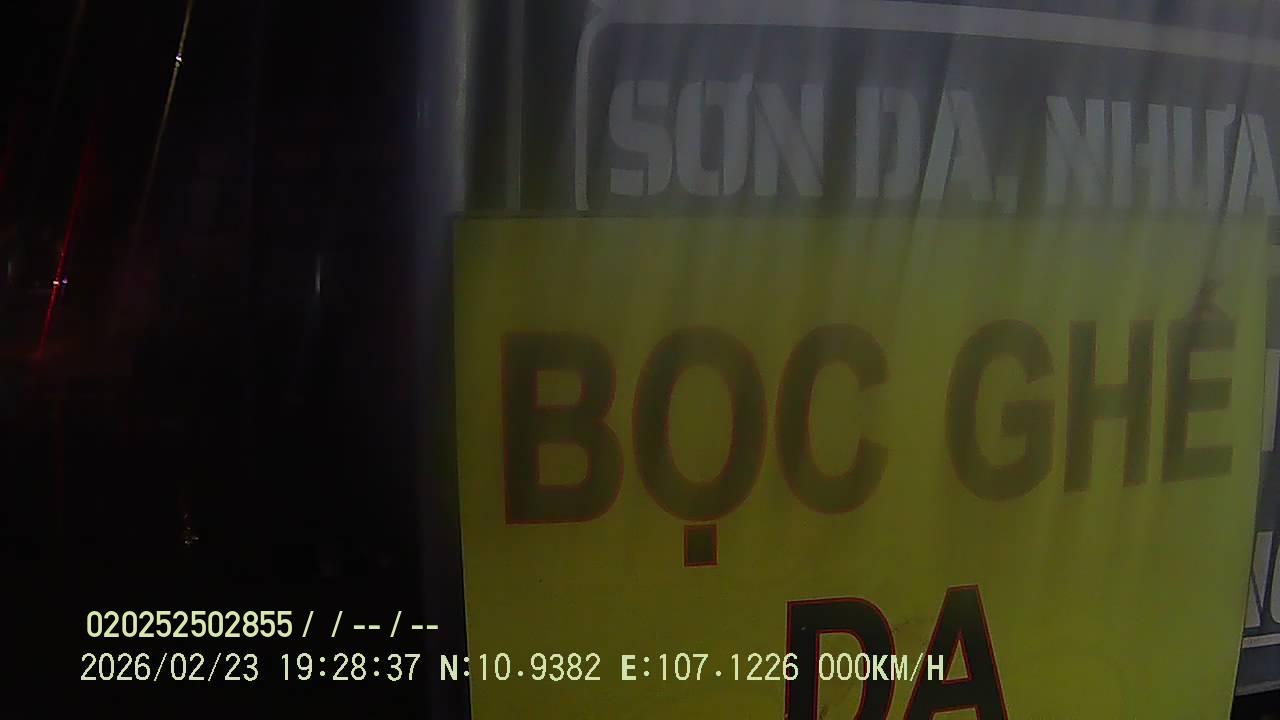 SƠN DA, NHỰA
BỌC GHẾ
DA
020252502855 / / -- / --
2026/02/23 19:28:37 N:10.9382 E:107.1226 000KM/H